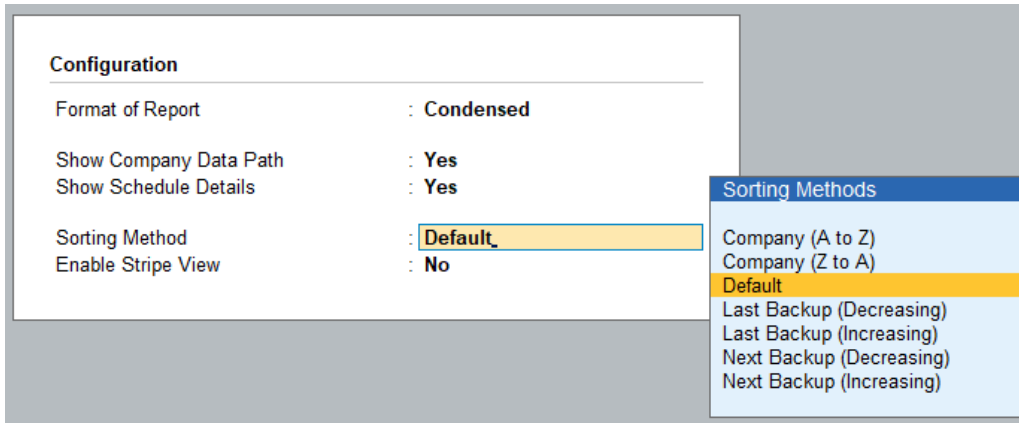 Configuration
Format of Report : Condensed
Show Company Data Path : Yes
Show Schedule Details : Yes
Sorting Method : Default
Enable Stripe View : No
Sorting Methods
Company (A to Z)
Company (Z to A)
Default
Last Backup (Decreasing)
Last Backup (Increasing)
Next Backup (Decreasing)
Next Backup (Increasing)